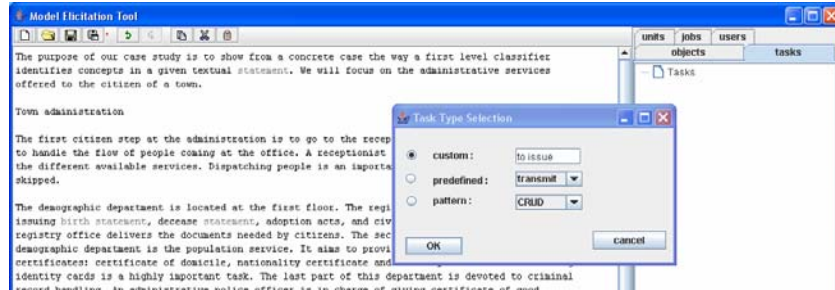 Model Elicitation Tool
units jobs users
objects tasks
Tasks
The purpose of our case study is to show from a concrete case the way a first level classifier
identifies concepts in a given textual statement. We will focus on the administrative services
offered to the citizen of a town.
Town administration
The first citizen step at the administration is to go to the recep
to handle the flow of people coming at the office. A receptionist
the different available services. Dispatching people is an importa
skipped.
The demographic department is located at the first floor. The regi
issuing birth statement, decease statement, adoption acts, and civ
registry office delivers the documents needed by citizens. The sec
demographic department is the population service. It aims to provi
certificates: certificate of domicile, nationality certificate and
identity cards is a highly important task. The last part of this department is devoted to criminal
record handling. An administrative police officer is in charge of giving certificate of good
Task Type Selection
custom : to issue
predefined : transmit
pattern : CRUD
OK cancel